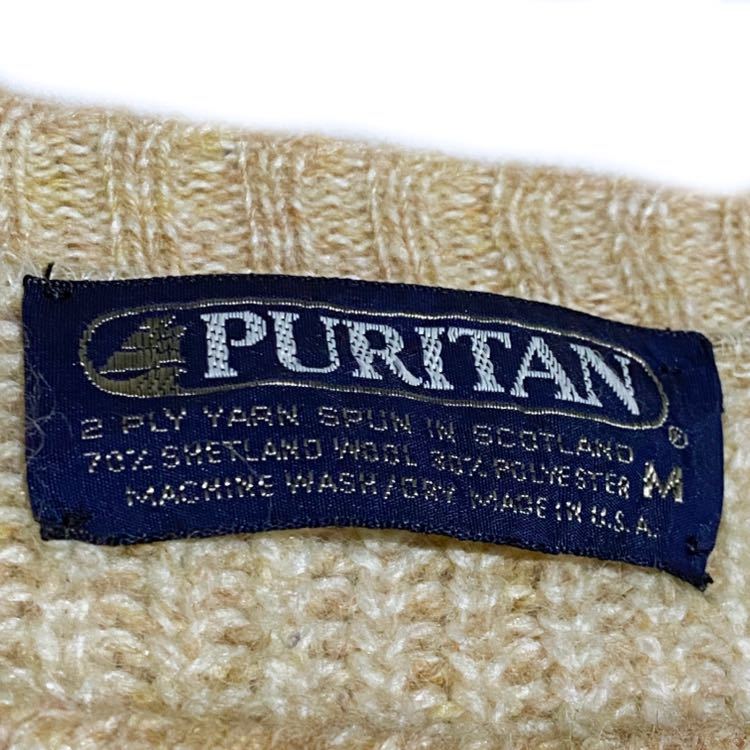 PURITAN ®
2 PLY YARN SPUN IN SCOTLAND
70% SHETLAND WOOL 30% POLYESTER M
MACHINE WASH/DRY MADE IN U.S.A.